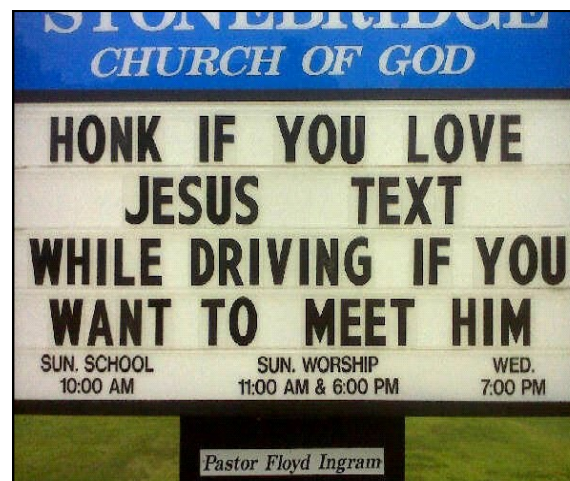 STONEBRIDGE
CHURCH OF GOD
HONK IF YOU LOVE
JESUS TEXT
WHILE DRIVING IF YOU
WANT TO MEET HIM
SUN. SCHOOL SUN. WORSHIP WED.
10:00 AM 11:00 AM & 6:00 PM 7:00 PM
Pastor Floyd Ingram